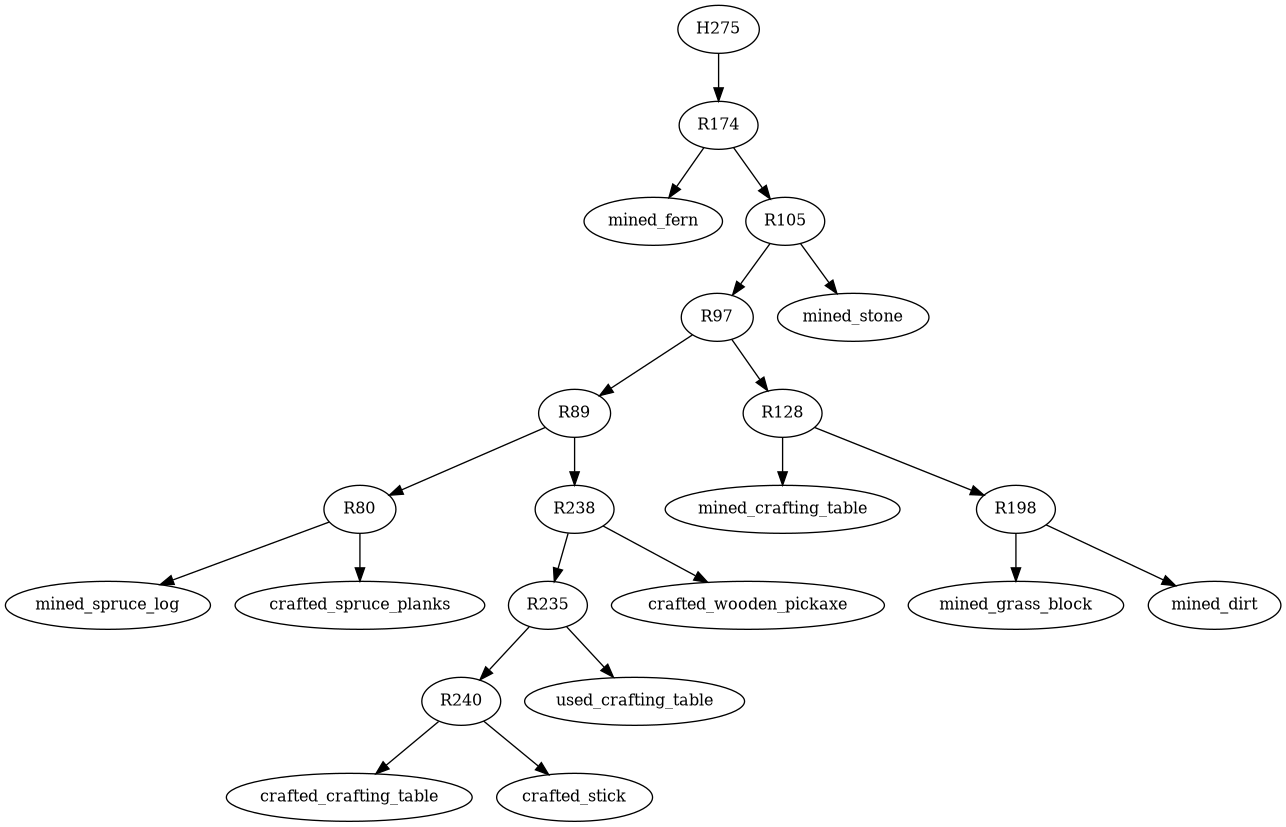 H275
R174
mined_fern
R105
R97
mined_stone
R89
R128
R80
R238
mined_crafting_table
R198
mined_spruce_log
crafted_spruce_planks
R235
crafted_wooden_pickaxe
mined_grass_block
mined_dirt
R240
used_crafting_table
crafted_crafting_table
crafted_stick